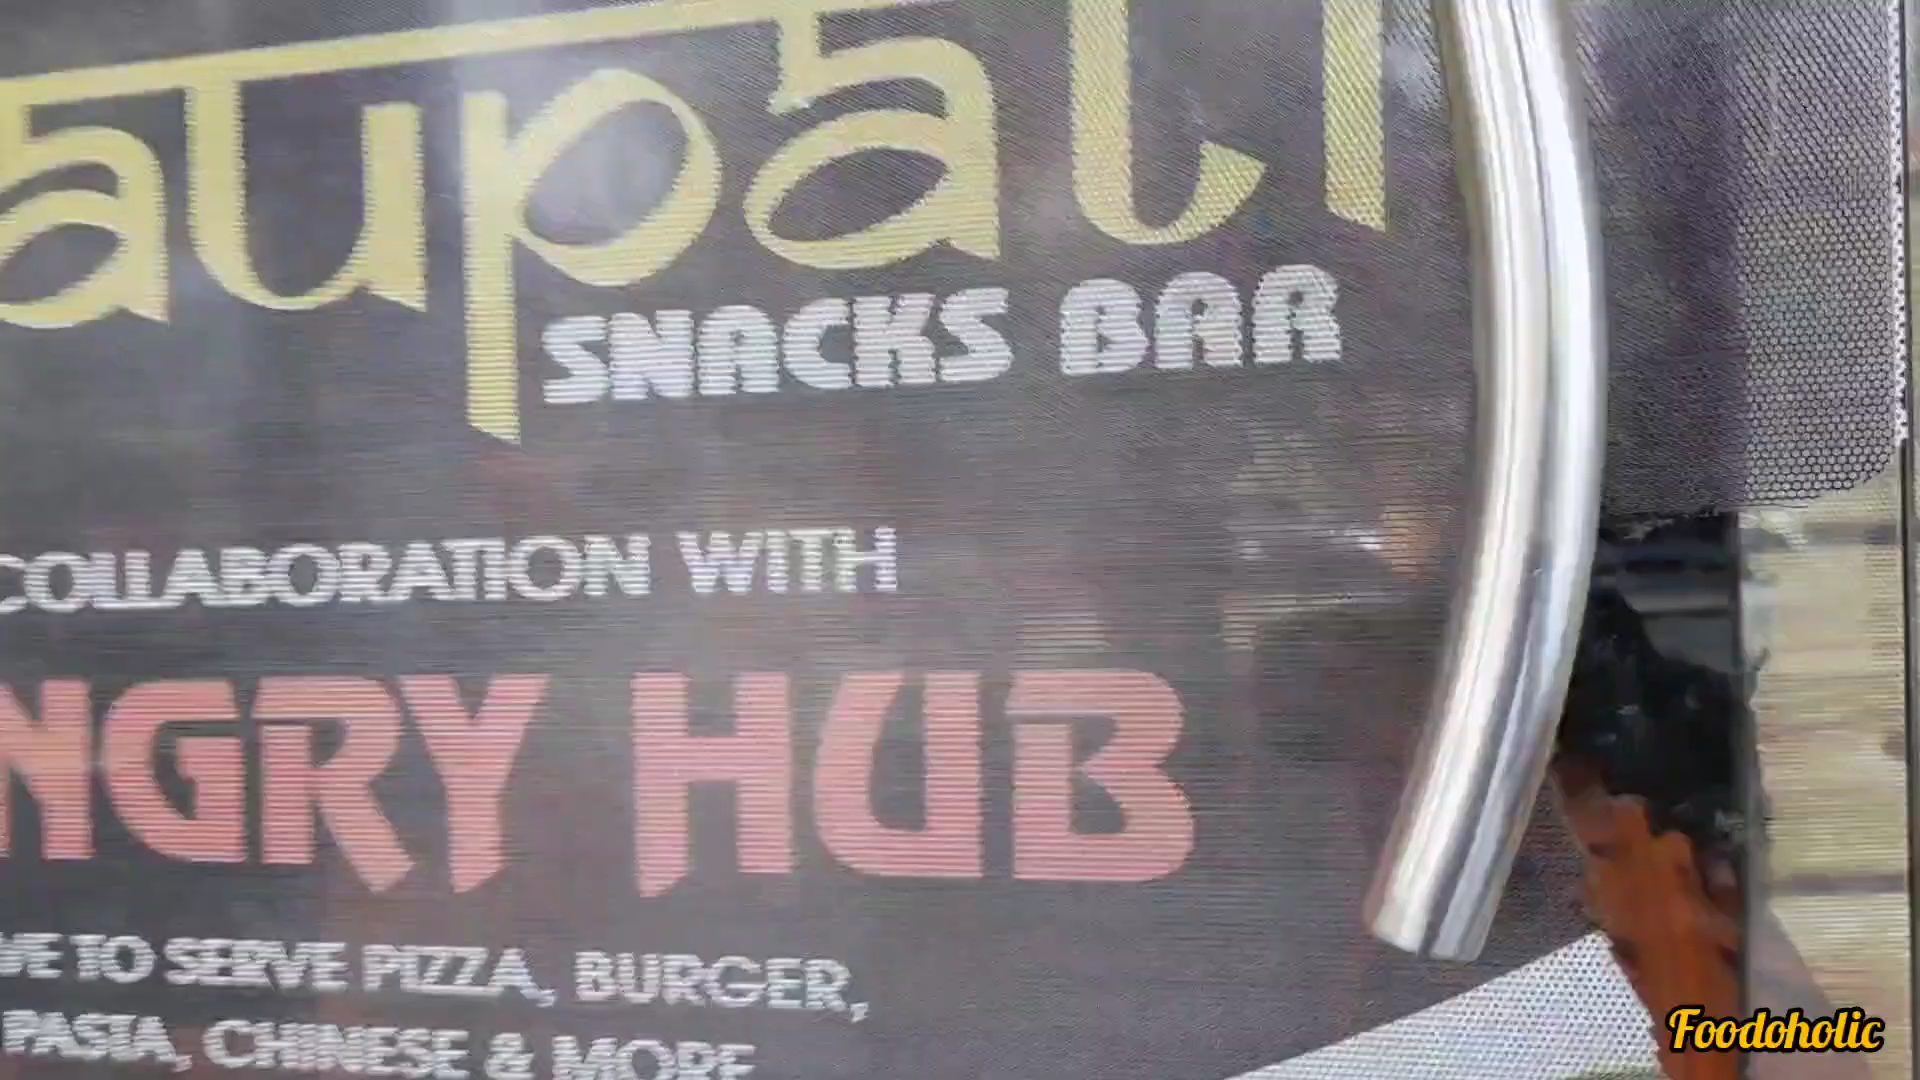 aupati
SNACKS BAR
COLLABORATION WITH
NGRY HUB
VE TO SERVE PIZZA, BURGER,
PASTA, CHINESE & MORE
Foodoholic